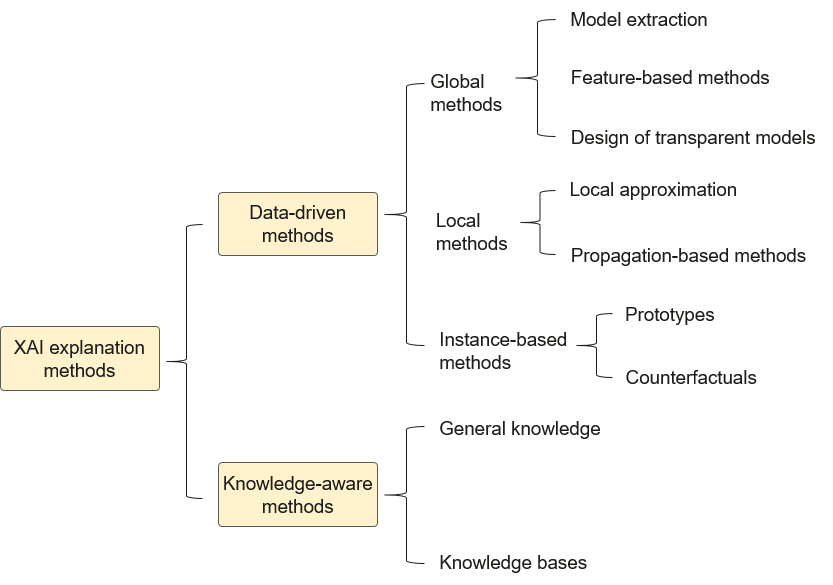 Model extraction
Global
methods
Feature-based methods
Design of transparent models
Data-driven
methods
Local
methods
Local approximation
Propagation-based methods
XAI explanation
methods
Instance-based
methods
Prototypes
Counterfactuals
Knowledge-aware
methods
General knowledge
Knowledge bases